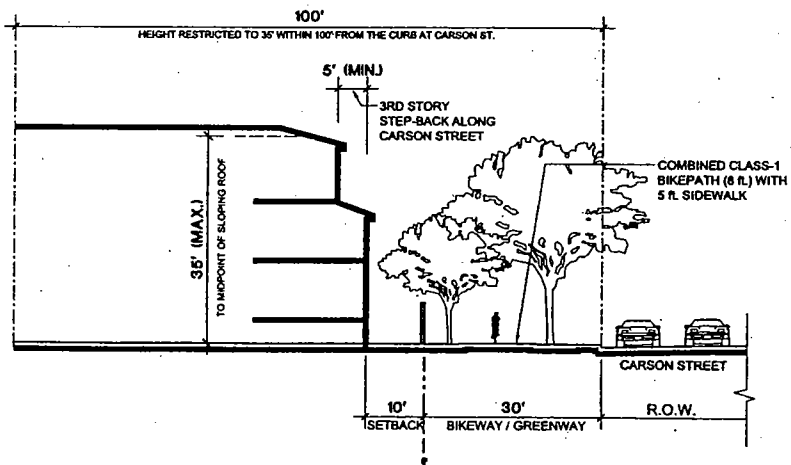 100'
HEIGHT RESTRICTED TO 35' WITHIN 100' FROM THE CURB AT CARSON ST.
5' (MIN.)
3RD STORY
STEP-BACK ALONG
CARSON STREET
COMBINED CLASS-1
BIKEPATH (8 ft.) WITH
5 ft. SIDEWALK
35' (MAX.)
TO MIDPOINT OF SLOPING ROOF
CARSON STREET
10'
SETBACK
30'
BIKEWAY / GREENWAY
R.O.W.